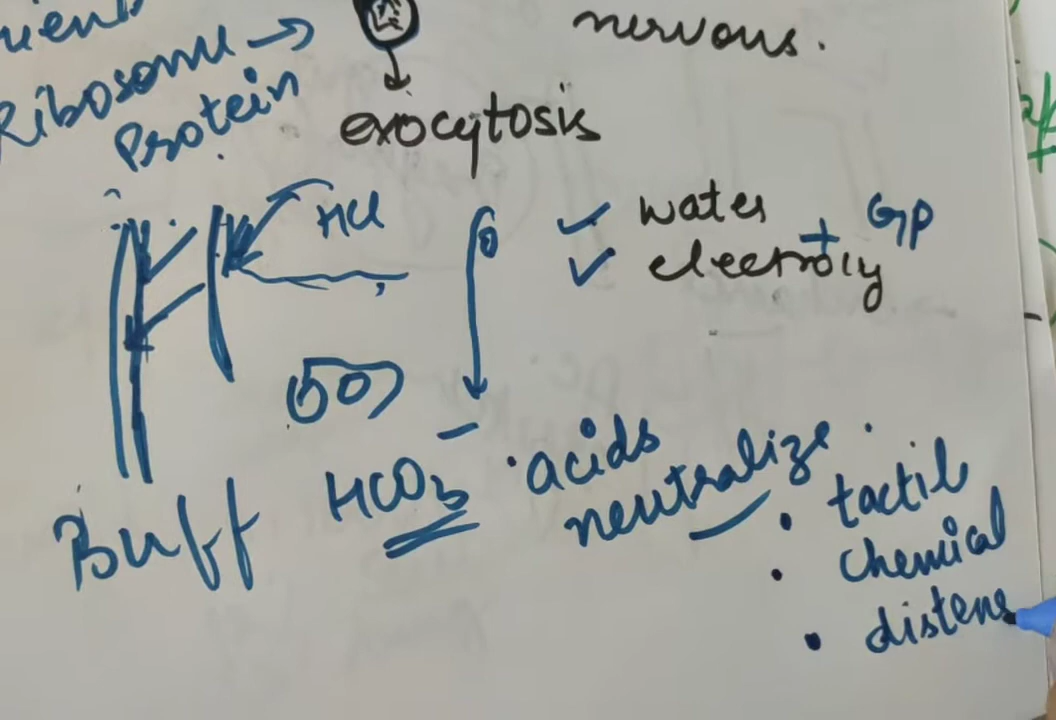 nervous.
Ribosome →
Protein
exocytosis
HCl
✓ water
+ GP
✓ electroly
HCO3⁻
• acids
neutralize
Buff
• tactil
• chemical
• distens